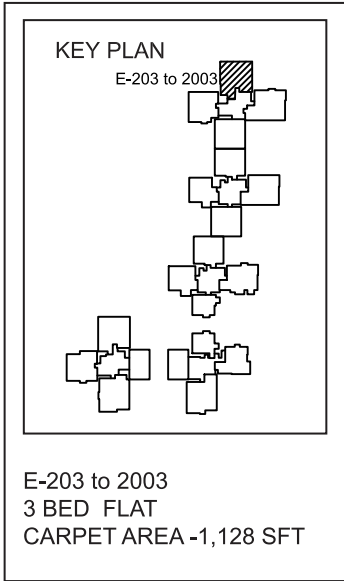 KEY PLAN
E-203 to 2003
E-203 to 2003
3 BED FLAT
CARPET AREA -1,128 SFT